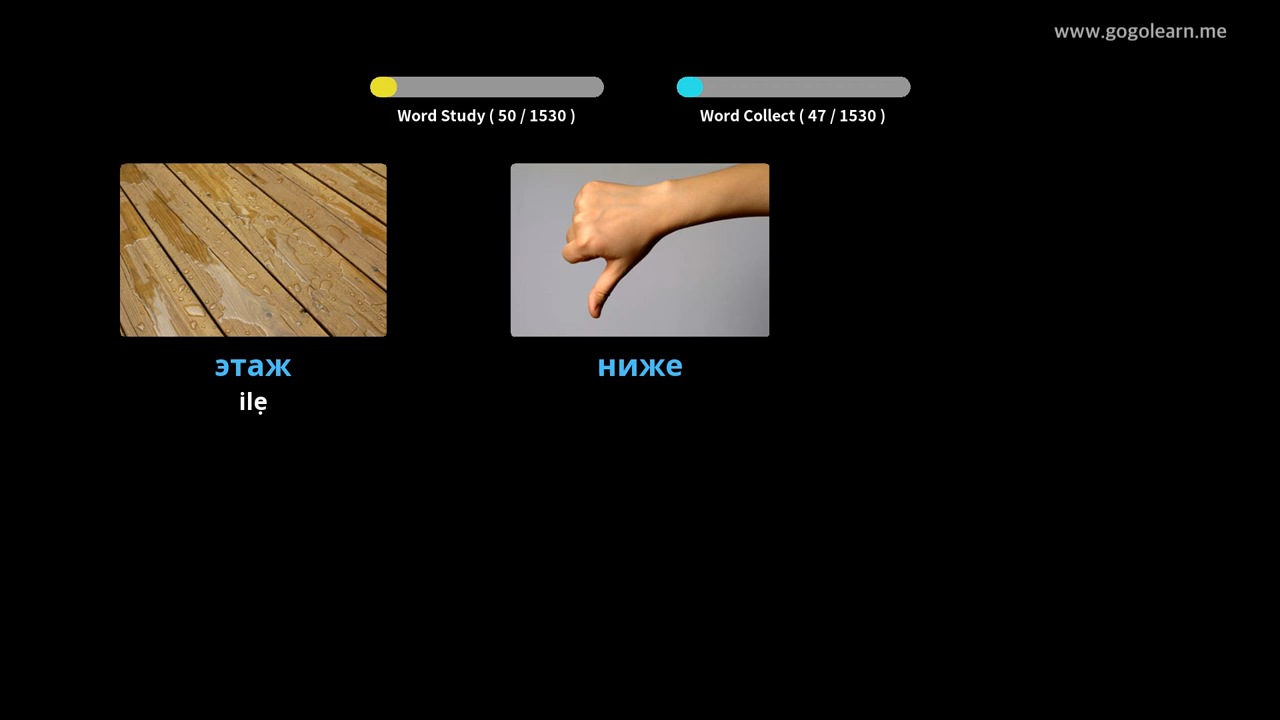 www.gogolearn.me
Word Study ( 50 / 1530 )
Word Collect ( 47 / 1530 )
этаж
ilẹ
ниже